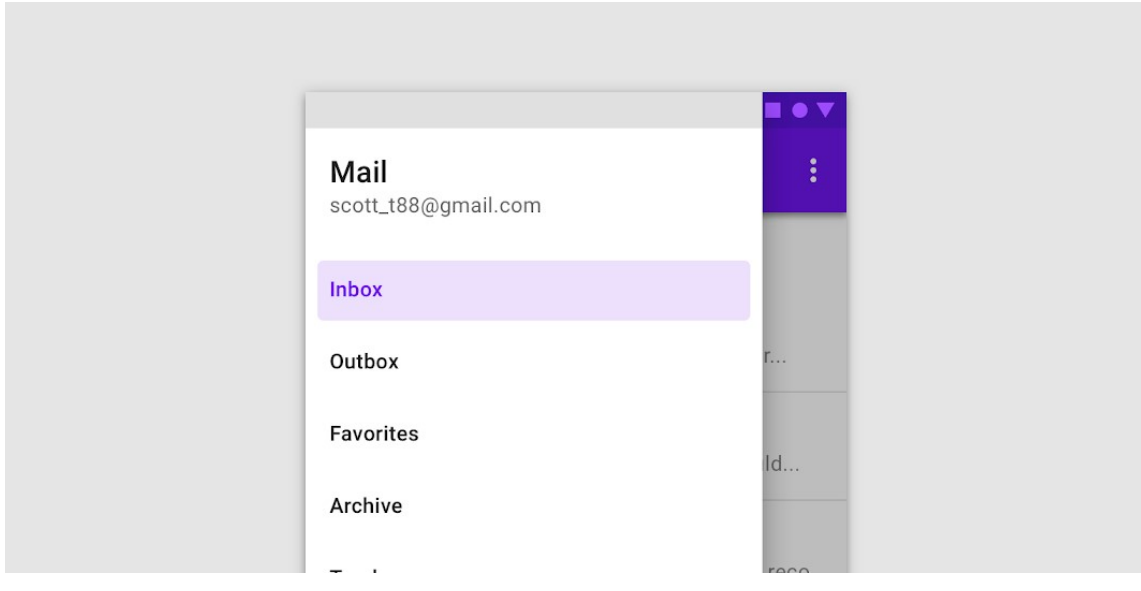 Mail
scott_t88@gmail.com
Inbox
Outbox
r...
Favorites
ld...
Archive